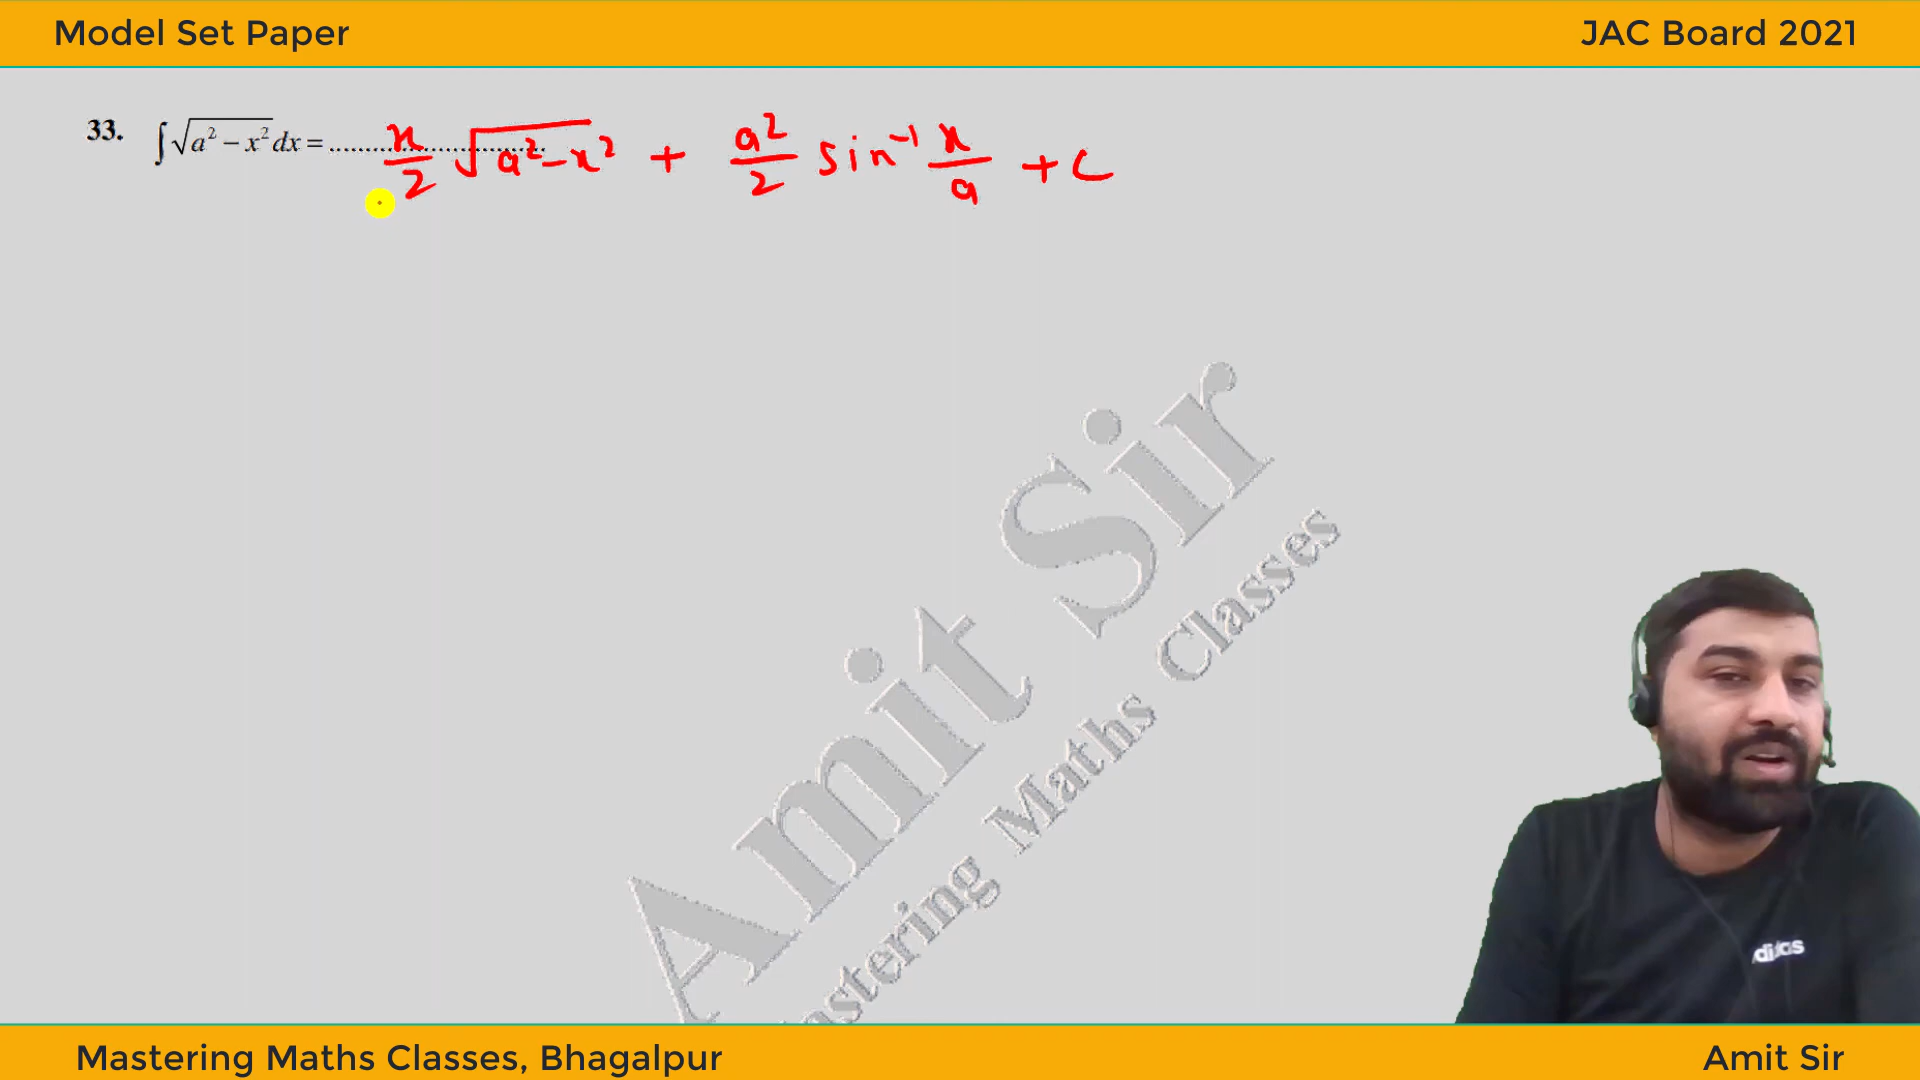 Model Set Paper
JAC Board 2021
33. ∫√(a² − x²) dx = .............................. x/2 √(a²−x²) + a²/2 sin⁻¹ x/a + c
Amit Sir
Mastering Maths Classes
adidas
Mastering Maths Classes, Bhagalpur
Amit Sir